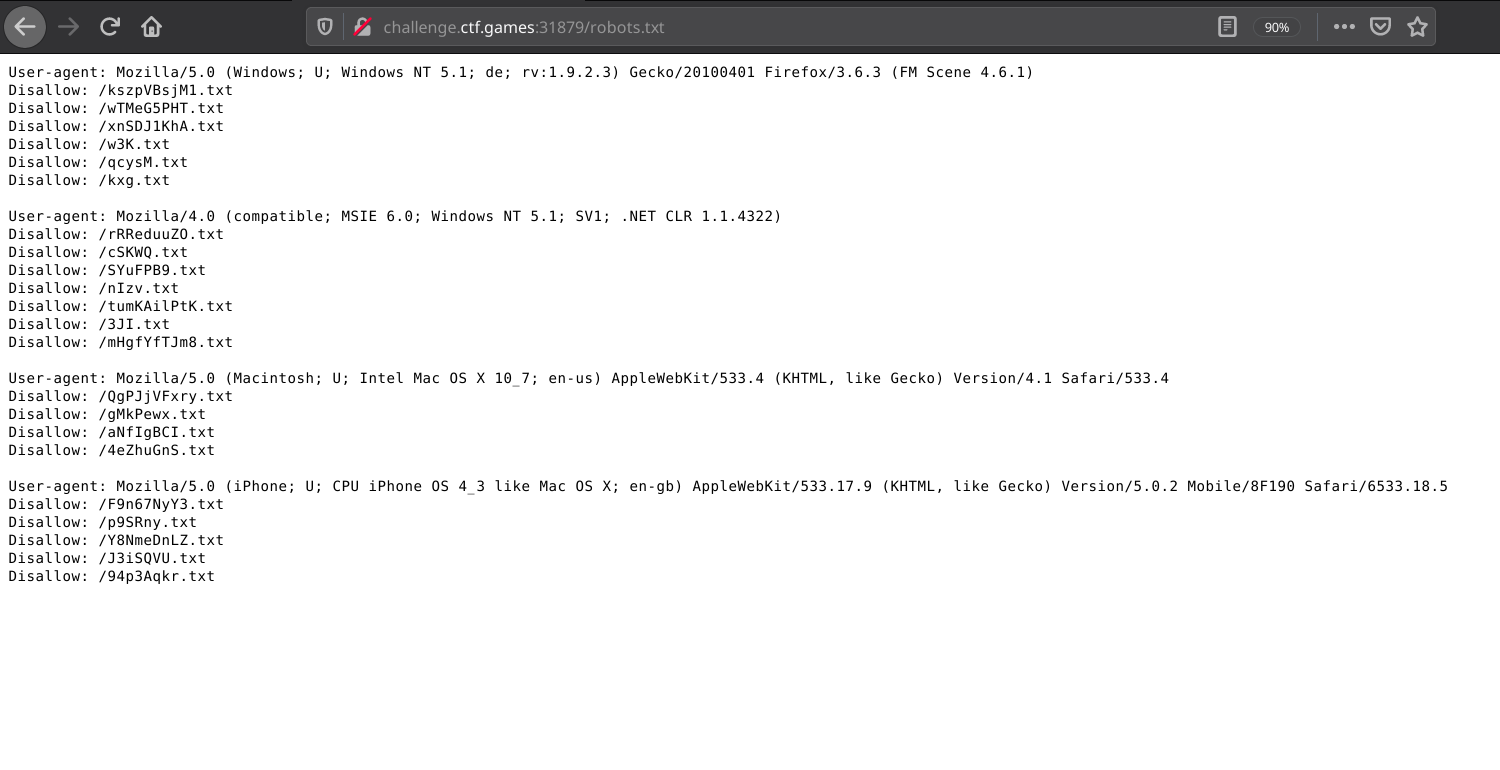 challenge.ctf.games:31879/robots.txt
90%
User-agent: Mozilla/5.0 (Windows; U; Windows NT 5.1; de; rv:1.9.2.3) Gecko/20100401 Firefox/3.6.3 (FM Scene 4.6.1)
Disallow: /kszpVBsjM1.txt
Disallow: /wTMeG5PHT.txt
Disallow: /xnSDJ1KhA.txt
Disallow: /w3K.txt
Disallow: /qcysM.txt
Disallow: /kxg.txt
User-agent: Mozilla/4.0 (compatible; MSIE 6.0; Windows NT 5.1; SV1; .NET CLR 1.1.4322)
Disallow: /rRReduuZO.txt
Disallow: /cSKWQ.txt
Disallow: /SYuFPB9.txt
Disallow: /nIzv.txt
Disallow: /tumKAilPtK.txt
Disallow: /3JI.txt
Disallow: /mHgfYfTJm8.txt
User-agent: Mozilla/5.0 (Macintosh; U; Intel Mac OS X 10_7; en-us) AppleWebKit/533.4 (KHTML, like Gecko) Version/4.1 Safari/533.4
Disallow: /QgPJjVFxry.txt
Disallow: /gMkPewx.txt
Disallow: /aNfIgBCI.txt
Disallow: /4eZhuGnS.txt
User-agent: Mozilla/5.0 (iPhone; U; CPU iPhone OS 4_3 like Mac OS X; en-gb) AppleWebKit/533.17.9 (KHTML, like Gecko) Version/5.0.2 Mobile/8F190 Safari/6533.18.5
Disallow: /F9n67NyY3.txt
Disallow: /p9SRny.txt
Disallow: /Y8NmeDnLZ.txt
Disallow: /J3iSQVU.txt
Disallow: /94p3Aqkr.txt